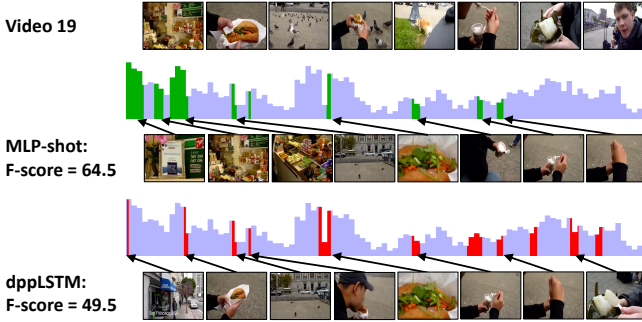 Video 19
MLP-shot:
F-score = 64.5
dppLSTM:
F-score = 49.5